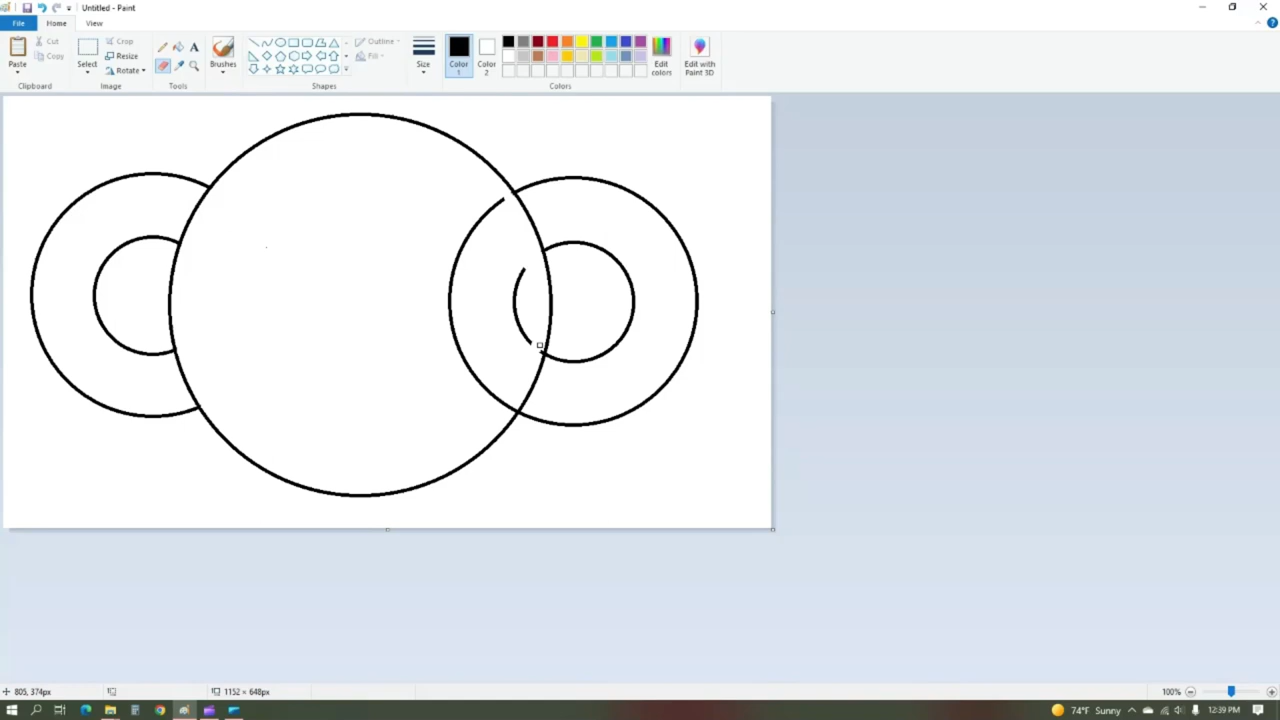 Untitled - Paint
File Home View
Paste
Cut
Copy
Clipboard
Select
Crop
Resize
Rotate
Image
A
Tools
Brushes
Outline
Fill
Shapes
Size
Color 1
Color 2
Edit colors
Colors
Edit with Paint 3D
805, 374px
1152 × 648px
100%
74°F Sunny
12:39 PM